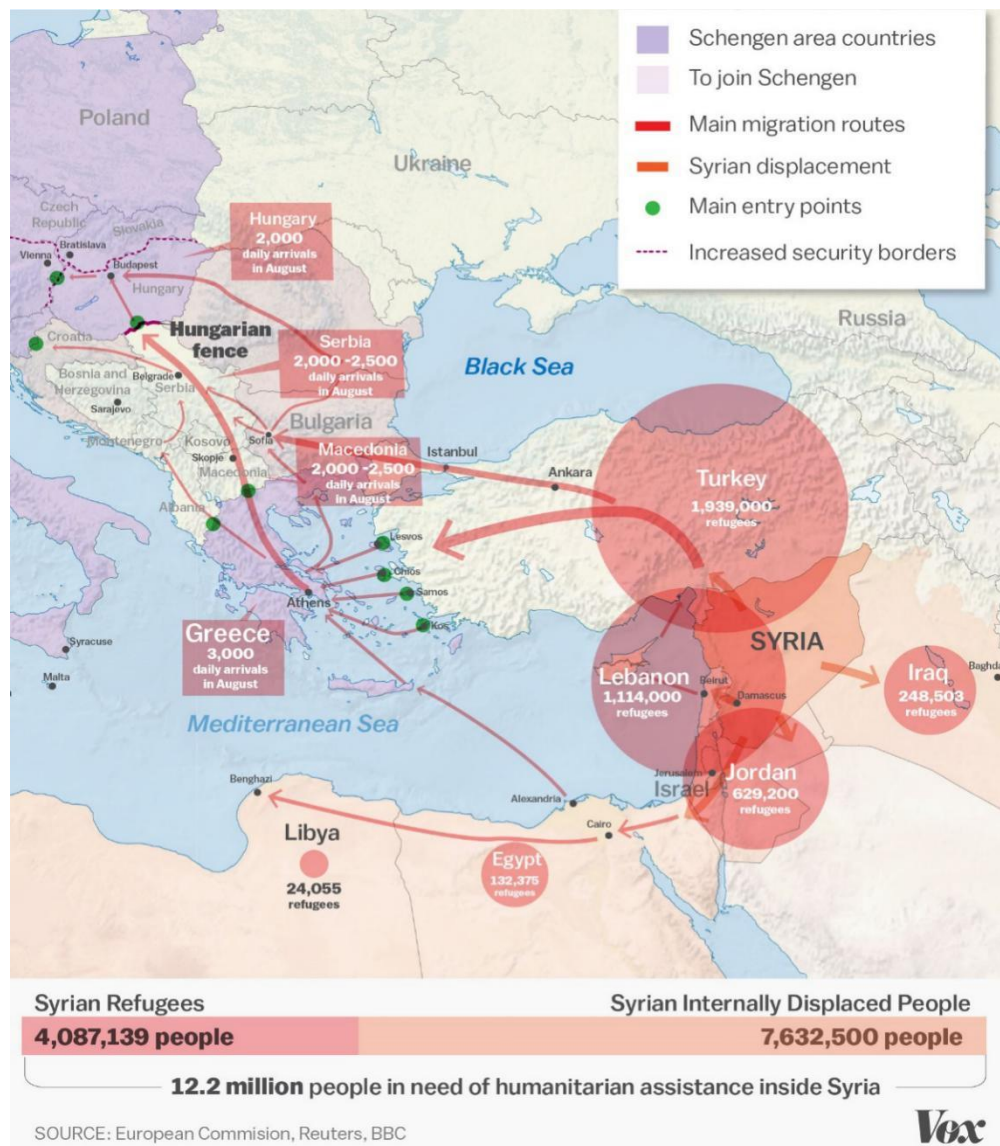 Schengen area countries
To join Schengen
Main migration routes
Syrian displacement
Main entry points
Increased security borders
Poland
Ukraine
Russia
Czech
Republic
Slovakia
Bratislava
Vienna
Budapest
Hungary
Hungary
2,000
daily arrivals
in August
Hungarian
fence
Croatia
Serbia
2,000 -2,500
daily arrivals
in August
Bosnia and
Herzegovina
Belgrade
Serbia
Sarajevo
Black Sea
Montenegro
Kosovo
Skopje
Macedonia
Sofia
Bulgaria
Macedonia
2,000 -2,500
daily arrivals
in August
Istanbul
Ankara
Turkey
1,939,000
refugees
Albania
Lesvos
Chios
Samos
Kos
Athens
Greece
3,000
daily arrivals
in August
Syracuse
Malta
Mediterranean Sea
SYRIA
Lebanon
1,114,000
refugees
Beirut
Damascus
Iraq
248,503
refugees
Baghda
Jerusalem
Israel
Jordan
629,200
refugees
Benghazi
Alexandria
Cairo
Libya
24,055
refugees
Egypt
132,375
refugees
Syrian Refugees
4,087,139 people
Syrian Internally Displaced People
7,632,500 people
12.2 million people in need of humanitarian assistance inside Syria
SOURCE: European Commision, Reuters, BBC
Vox